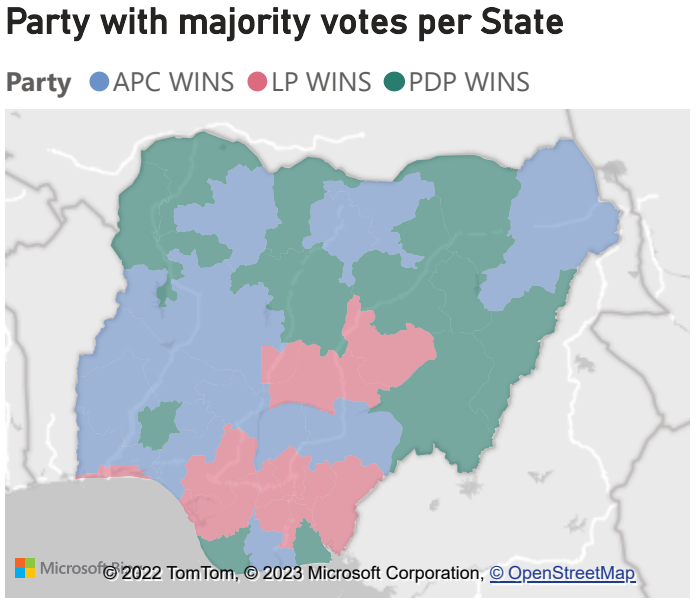 Party with majority votes per State
Party APC WINS LP WINS PDP WINS
Microsoft Bing
© 2022 TomTom, © 2023 Microsoft Corporation, © OpenStreetMap